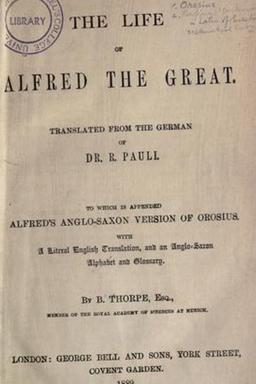 THE LIFE
OF
ALFRED THE GREAT.
TRANSLATED FROM THE GERMAN
OF
DR. R. PAULI.
TO WHICH IS APPENDED
ALFRED'S ANGLO-SAXON VERSION OF OROSIUS.
WITH
A Literal English Translation, and an Anglo-Saxon
Alphabet and Glossary.
BY B. THORPE, ESQ.,
MEMBER OF THE ROYAL ACADEMY OF SCIENCES AT MUNICH.
LONDON: GEORGE BELL AND SONS, YORK STREET,
COVENT GARDEN.
LIBRARY
Orosius